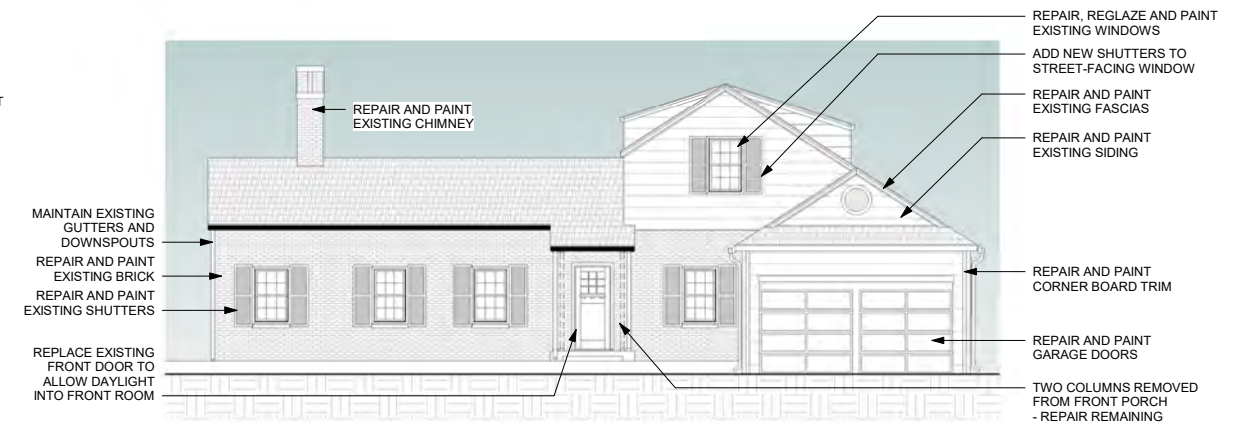 T
REPAIR AND PAINT
EXISTING CHIMNEY
MAINTAIN EXISTING
GUTTERS AND
DOWNSPOUTS
REPAIR AND PAINT
EXISTING BRICK
REPAIR AND PAINT
EXISTING SHUTTERS
REPLACE EXISTING
FRONT DOOR TO
ALLOW DAYLIGHT
INTO FRONT ROOM
REPAIR, REGLAZE AND PAINT
EXISTING WINDOWS
ADD NEW SHUTTERS TO
STREET-FACING WINDOW
REPAIR AND PAINT
EXISTING FASCIAS
REPAIR AND PAINT
EXISTING SIDING
REPAIR AND PAINT
CORNER BOARD TRIM
REPAIR AND PAINT
GARAGE DOORS
TWO COLUMNS REMOVED
FROM FRONT PORCH
- REPAIR REMAINING